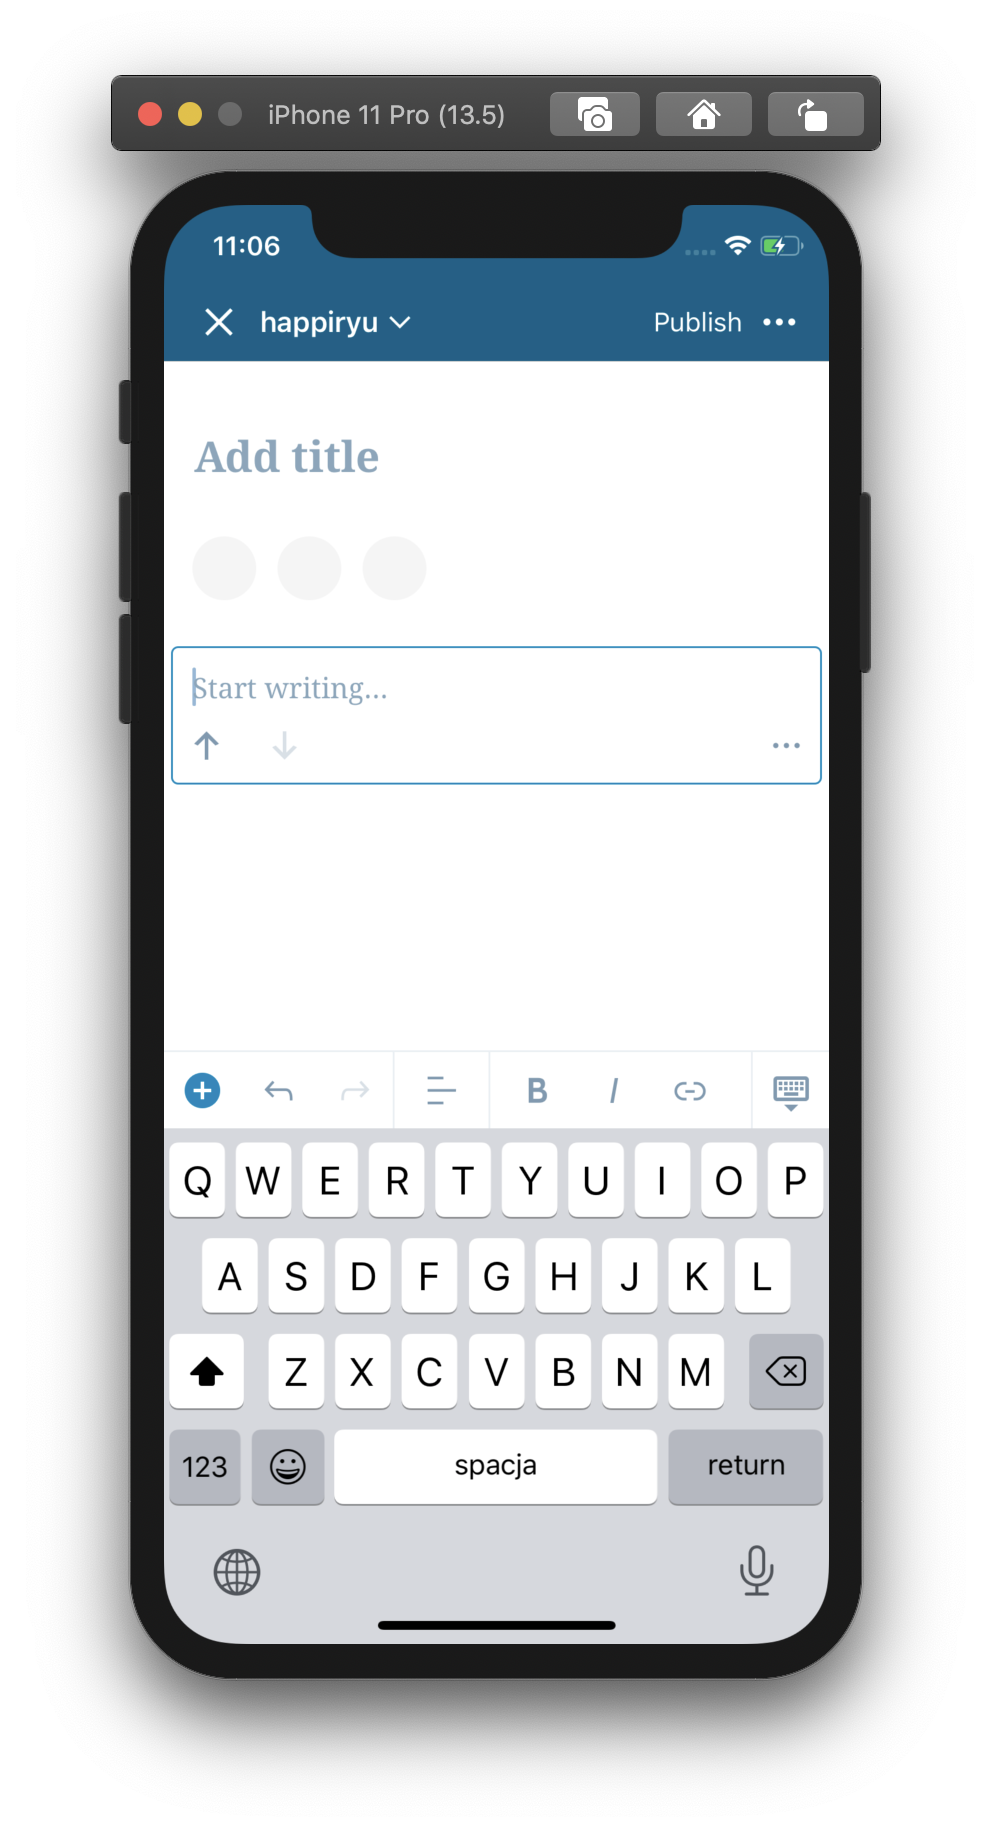 iPhone 11 Pro (13.5)
11:06
happiryu Publish
Add title
Start writing...
B I
Q W E R T Y U I O P
A S D F G H J K L
Z X C V B N M
123 spacja return